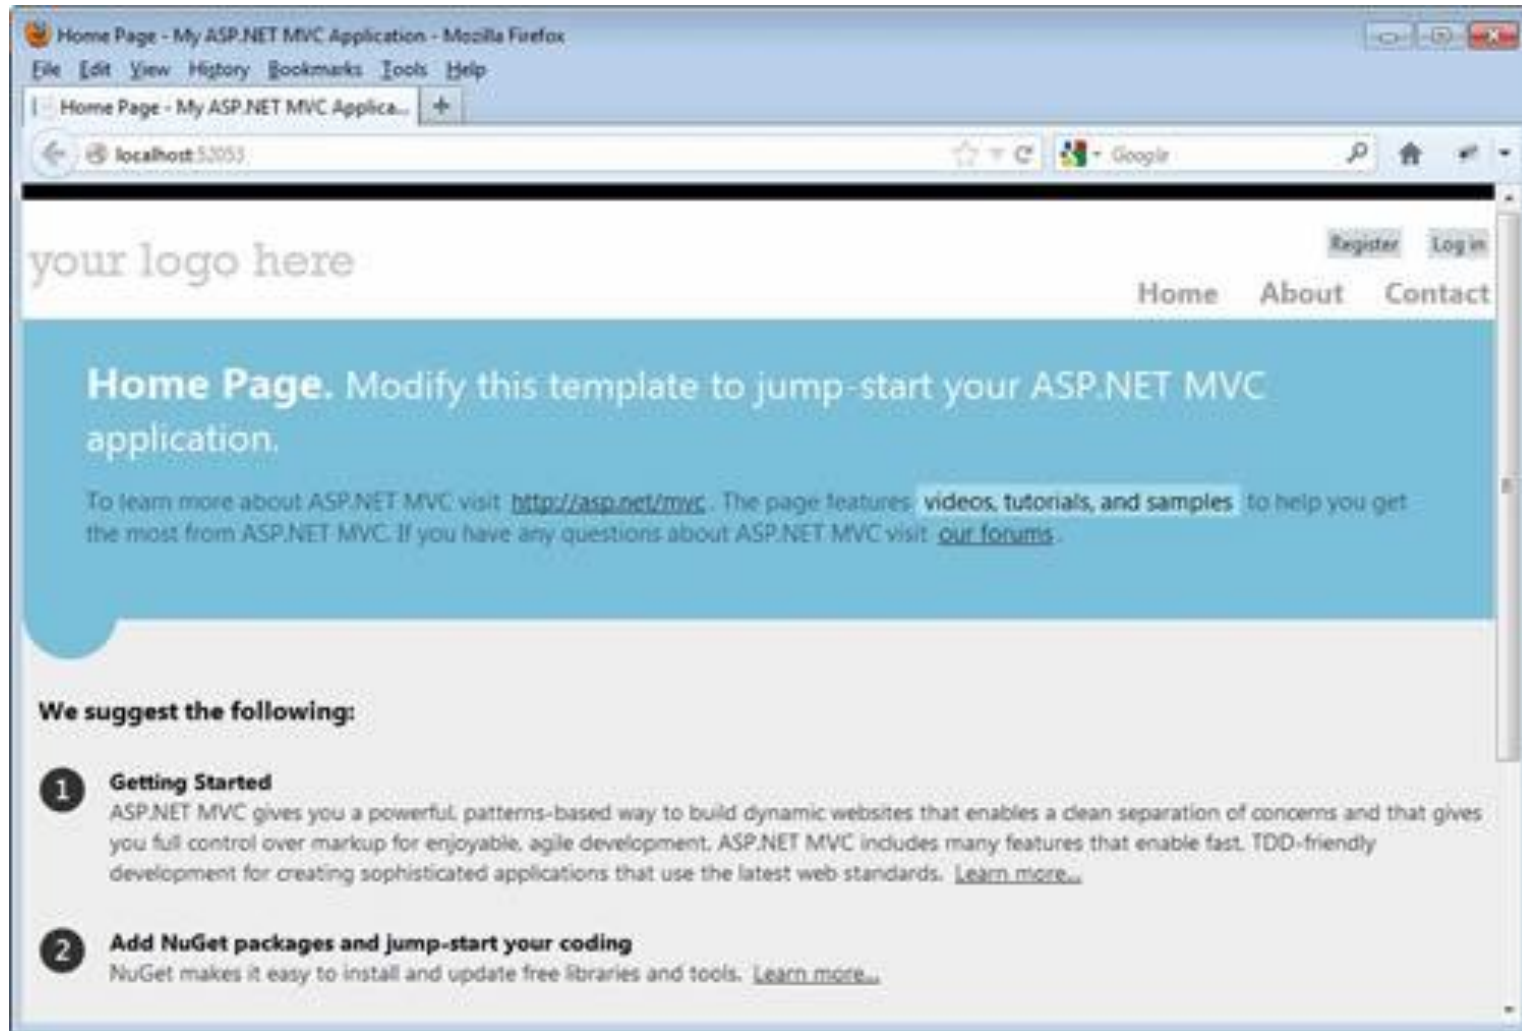 Home Page - My ASP.NET MVC Application - Mozilla Firefox
File Edit View History Bookmarks Tools Help
Home Page - My ASP.NET MVC Applica... +
localhost:52053
Google
Register Log in
your logo here
Home About Contact
Home Page. Modify this template to jump-start your ASP.NET MVC
application.
To learn more about ASP.NET MVC visit http://asp.net/mvc. The page features videos, tutorials, and samples to help you get
the most from ASP.NET MVC. If you have any questions about ASP.NET MVC visit our forums.
We suggest the following:
1 Getting Started
ASP.NET MVC gives you a powerful, patterns-based way to build dynamic websites that enables a clean separation of concerns and that gives
you full control over markup for enjoyable, agile development. ASP.NET MVC includes many features that enable fast, TDD-friendly
development for creating sophisticated applications that use the latest web standards. Learn more...
2 Add NuGet packages and jump-start your coding
NuGet makes it easy to install and update free libraries and tools. Learn more...